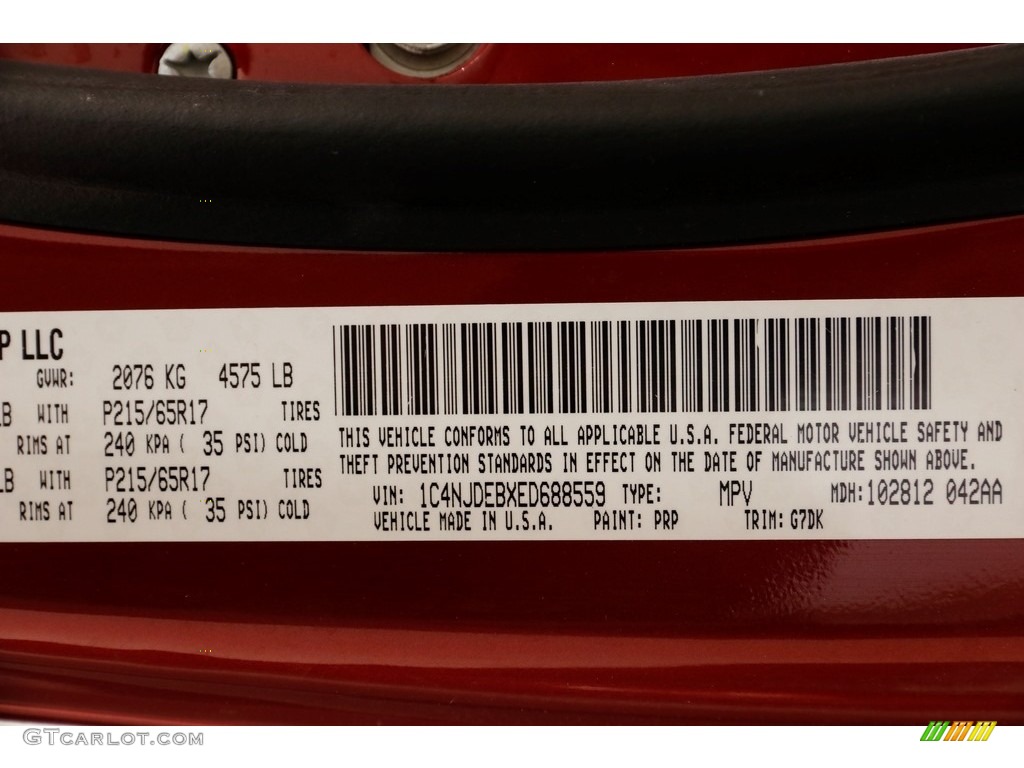 P LLC
GVWR: 2076 KG 4575 LB
LB WITH P215/65R17 TIRES
RIMS AT 240 KPA ( 35 PSI) COLD
LB WITH P215/65R17 TIRES
RIMS AT 240 KPA ( 35 PSI) COLD
THIS VEHICLE CONFORMS TO ALL APPLICABLE U.S.A. FEDERAL MOTOR VEHICLE SAFETY AND
THEFT PREVENTION STANDARDS IN EFFECT ON THE DATE OF MANUFACTURE SHOWN ABOVE.
VIN: 1C4NJDEBXED688559 TYPE: MPV MDH:102812 042AA
VEHICLE MADE IN U.S.A. PAINT: PRP TRIM: G7DK
GTCARLOT.COM